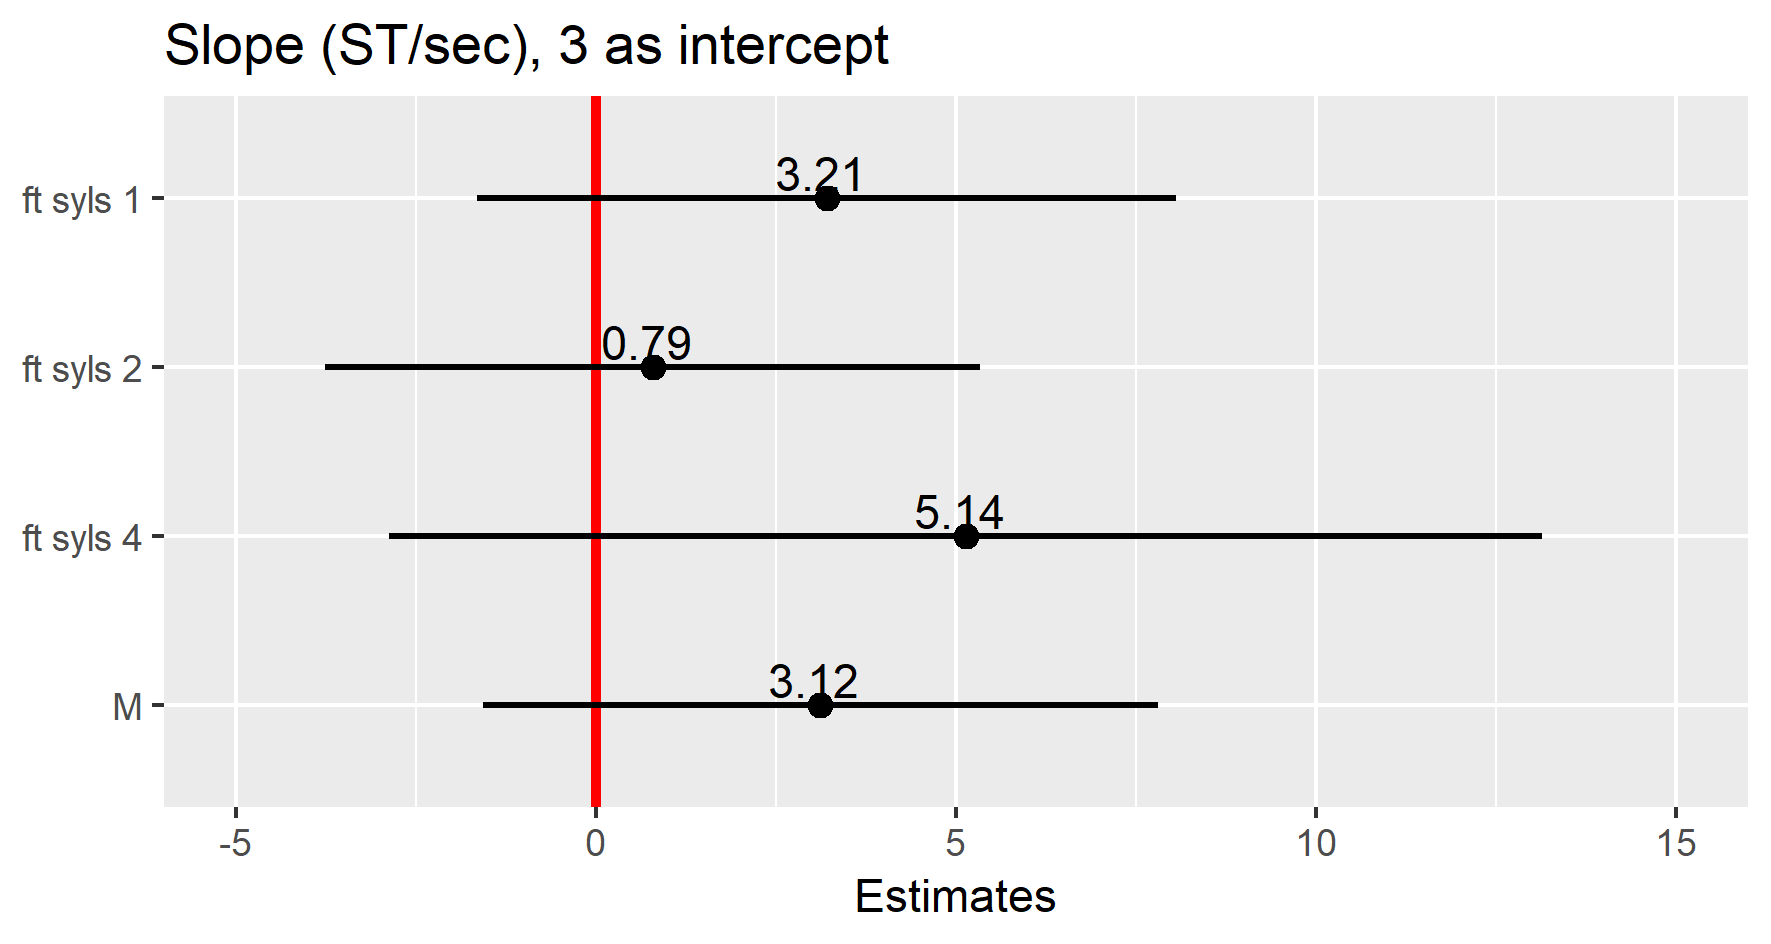 Slope (ST/sec), 3 as intercept
ft syls 1
3.21
ft syls 2
0.79
ft syls 4
5.14
M
3.12
-5 0 5 10 15
Estimates